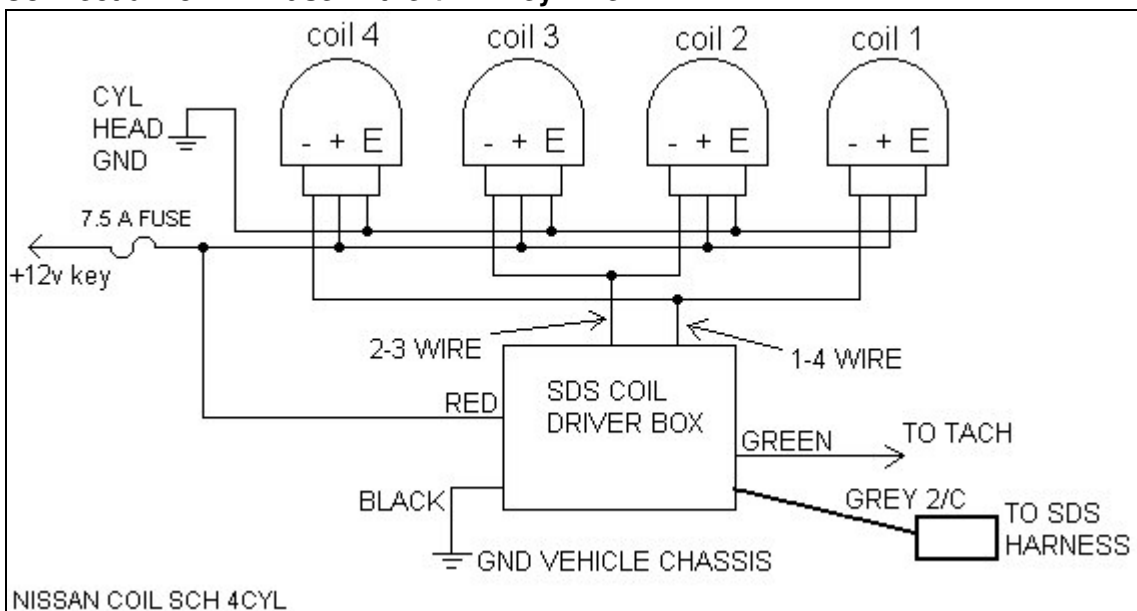 coil 4 coil 3 coil 2 coil 1
CYL
HEAD
GND
- + E - + E - + E - + E
7.5 A FUSE
+12v key
2-3 WIRE
1-4 WIRE
SDS COIL
DRIVER BOX
RED
GREEN
TO TACH
BLACK
GREY 2/C
TO SDS
HARNESS
GND VEHICLE CHASSIS
NISSAN COIL SCH 4CYL